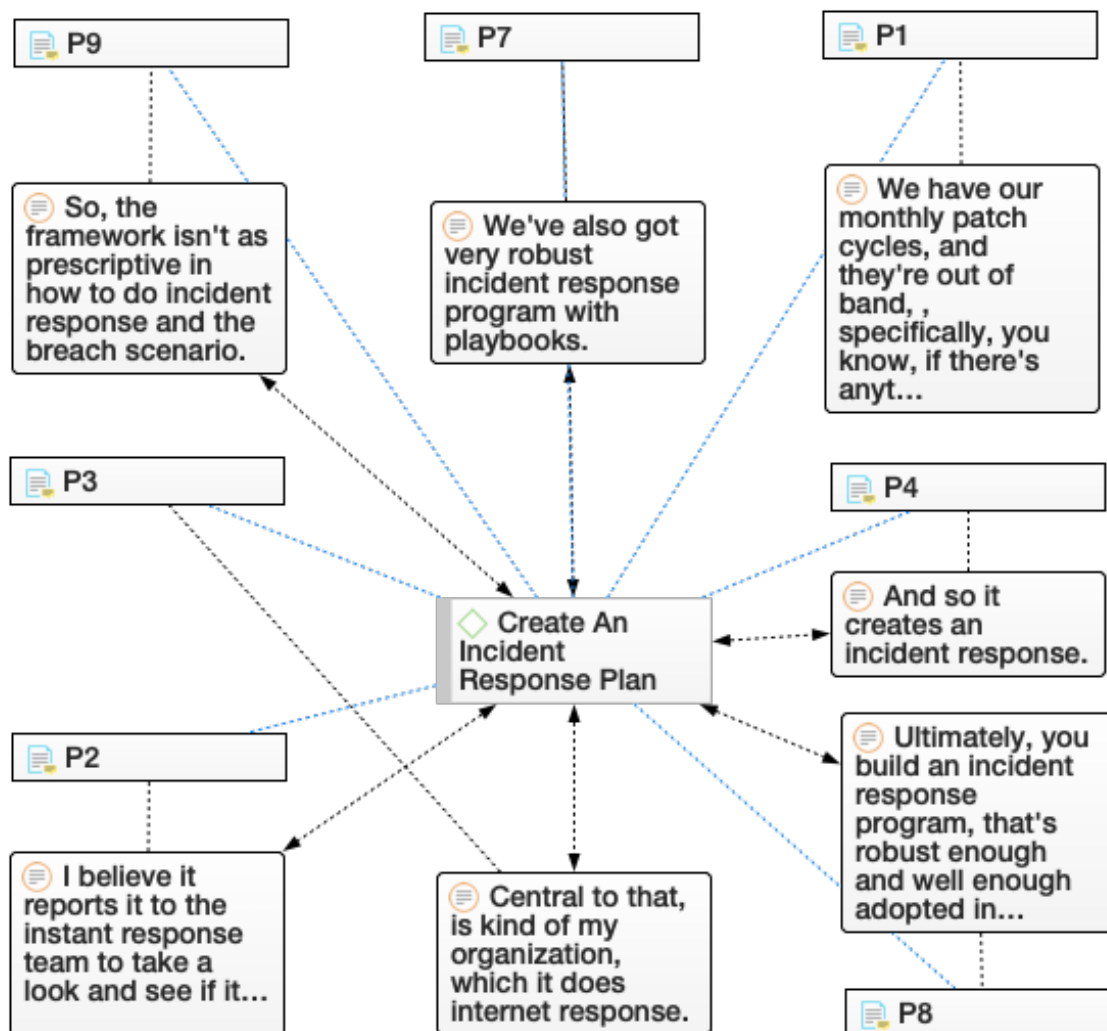 P9
So, the
framework isn't as
prescriptive in
how to do incident
response and the
breach scenario.
P7
We've also got
very robust
incident response
program with
playbooks.
P1
We have our
monthly patch
cycles, and
they're out of
band, ,
specifically, you
know, if there's
anyt...
P3
P4
And so it
creates an
incident response.
Create An
Incident
Response Plan
P2
I believe it
reports it to the
instant response
team to take a
look and see if it...
Central to that,
is kind of my
organization,
which it does
internet response.
Ultimately, you
build an incident
response
program, that's
robust enough
and well enough
adopted in...
P8